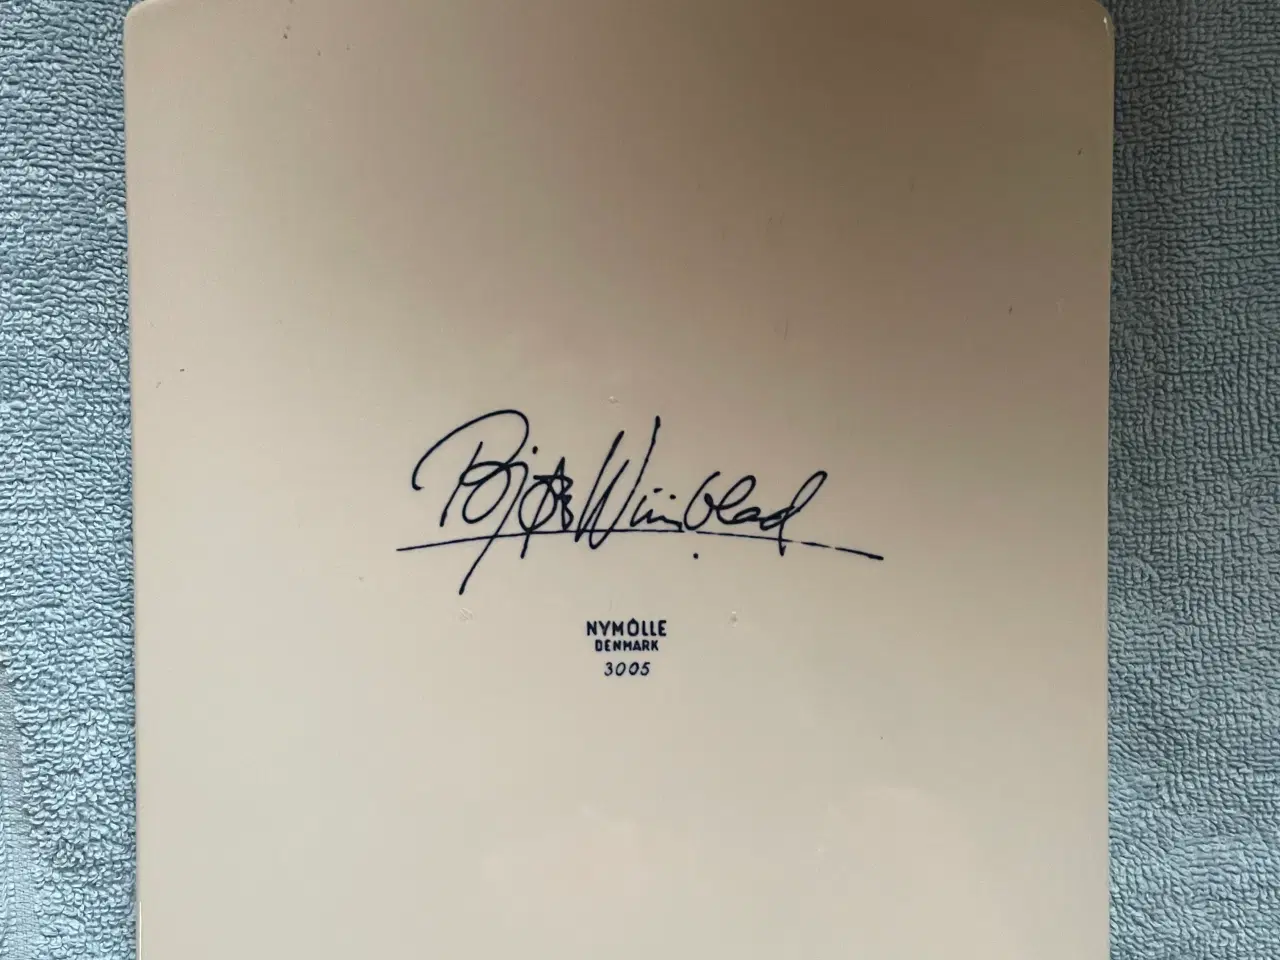 Bjørn Wiinblad
NYMÖLLE
DENMARK
3005